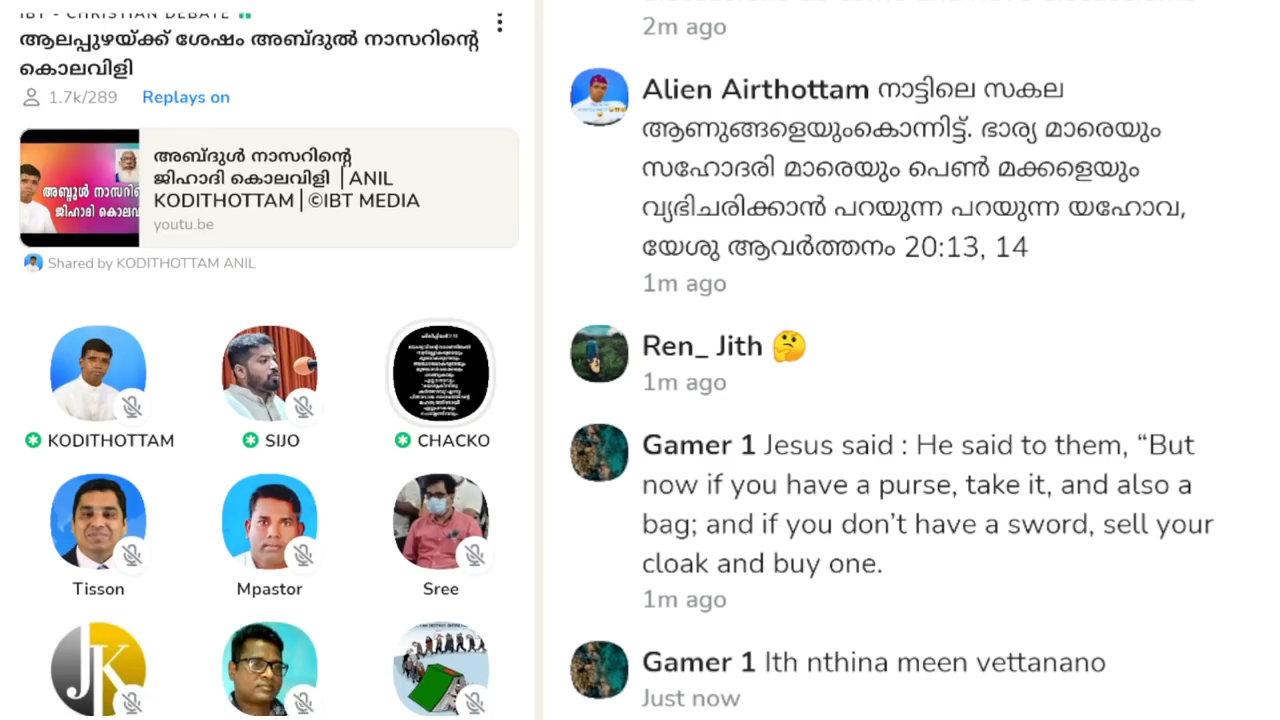 IBT - CHRISTIAN DEBATE
ആലപ്പുഴയ്ക്ക് ശേഷം അബ്ദുൽ നാസറിന്റെ
കൊലവിളി
1.7k/289 Replays on
അബ്ദുൾ നാസറിന്റെ
ജിഹാദി കൊലവിളി |ANIL
KODITHOTTAM|©IBT MEDIA
youtu.be
Shared by KODITHOTTAM ANIL
KODITHOTTAM SIJO CHACKO
Tisson Mpastor Sree
JK
2m ago
Alien Airthottam നാട്ടിലെ സകല
ആണുങ്ങളെയുംകൊന്നിട്ട്. ഭാര്യ മാരെയും
സഹോദരി മാരെയും പെൺ മക്കളെയും
വ്യഭിചരിക്കാൻ പറയുന്ന പറയുന്ന യഹോവ,
യേശു ആവർത്തനം 20:13, 14
1m ago
Ren_ Jith 🤔
1m ago
Gamer 1 Jesus said : He said to them, “But
now if you have a purse, take it, and also a
bag; and if you don’t have a sword, sell your
cloak and buy one.
1m ago
Gamer 1 Ith nthina meen vettanano
Just now